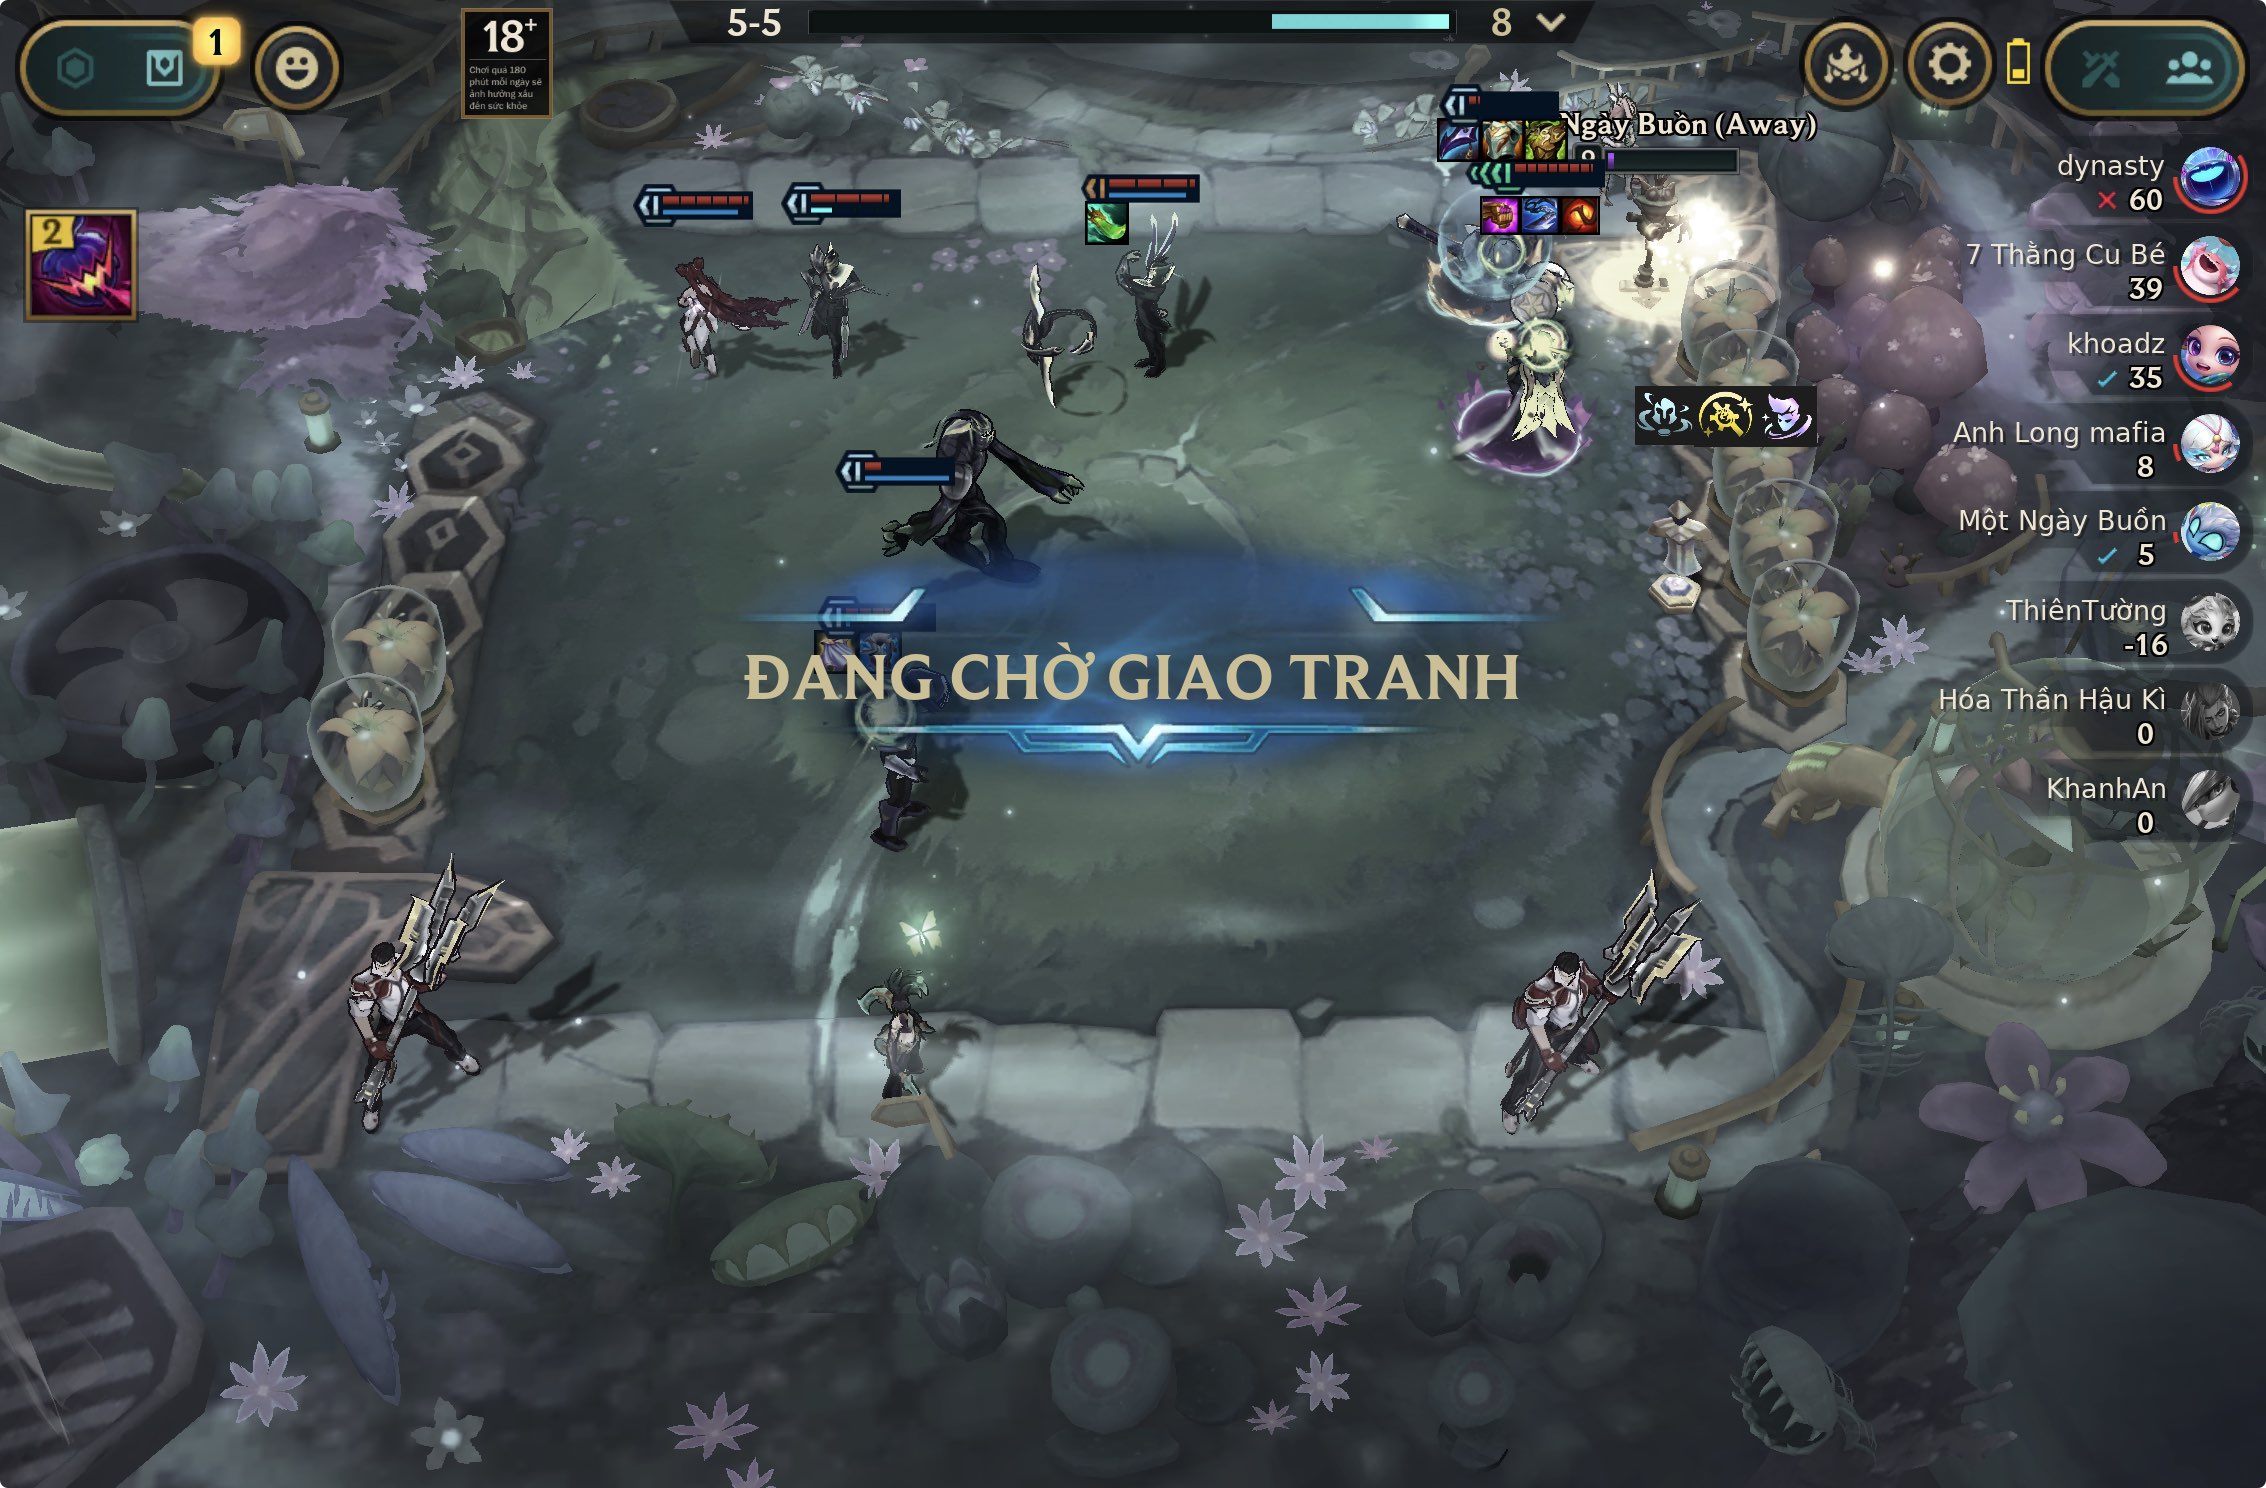 1
18+
Chơi quá 180
phút mỗi ngày sẽ
ảnh hưởng xấu
đến sức khỏe
5-5
8
2
Ngày Buồn (Away)
dynasty
60
7 Thằng Cu Bé
39
khoadz
35
Anh Long mafia
8
Một Ngày Buồn
5
ThiênTường
-16
Hóa Thần Hậu Kì
0
KhanhAn
0
ĐANG CHỜ GIAO TRANH